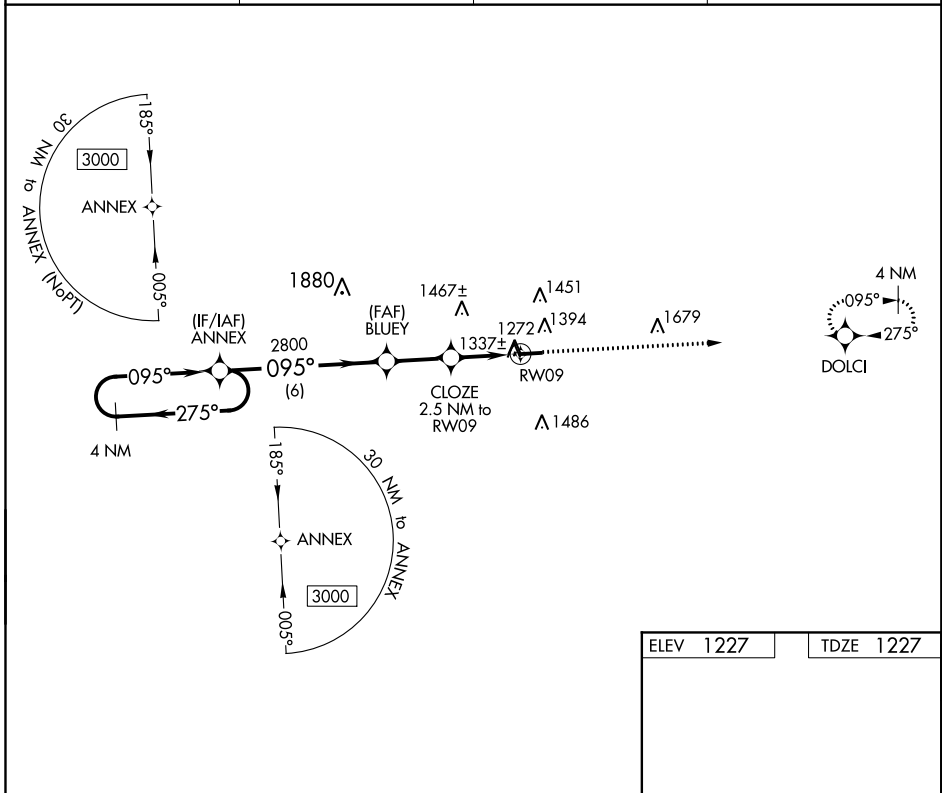 185°
30 NM to ANNEX (NoPT)
3000
ANNEX
005°
(IF/IAF)
ANNEX
2800
095°
(6)
095°
275°
4 NM
1880
(FAF)
BLUEY
1467±
1451
1394
1272
1337±
1679
RW09
CLOZE
2.5 NM to
RW09
1486
4 NM
095°
275°
DOLCI
185°
30 NM to ANNEX
ANNEX
3000
005°
ELEV 1227
TDZE 1227